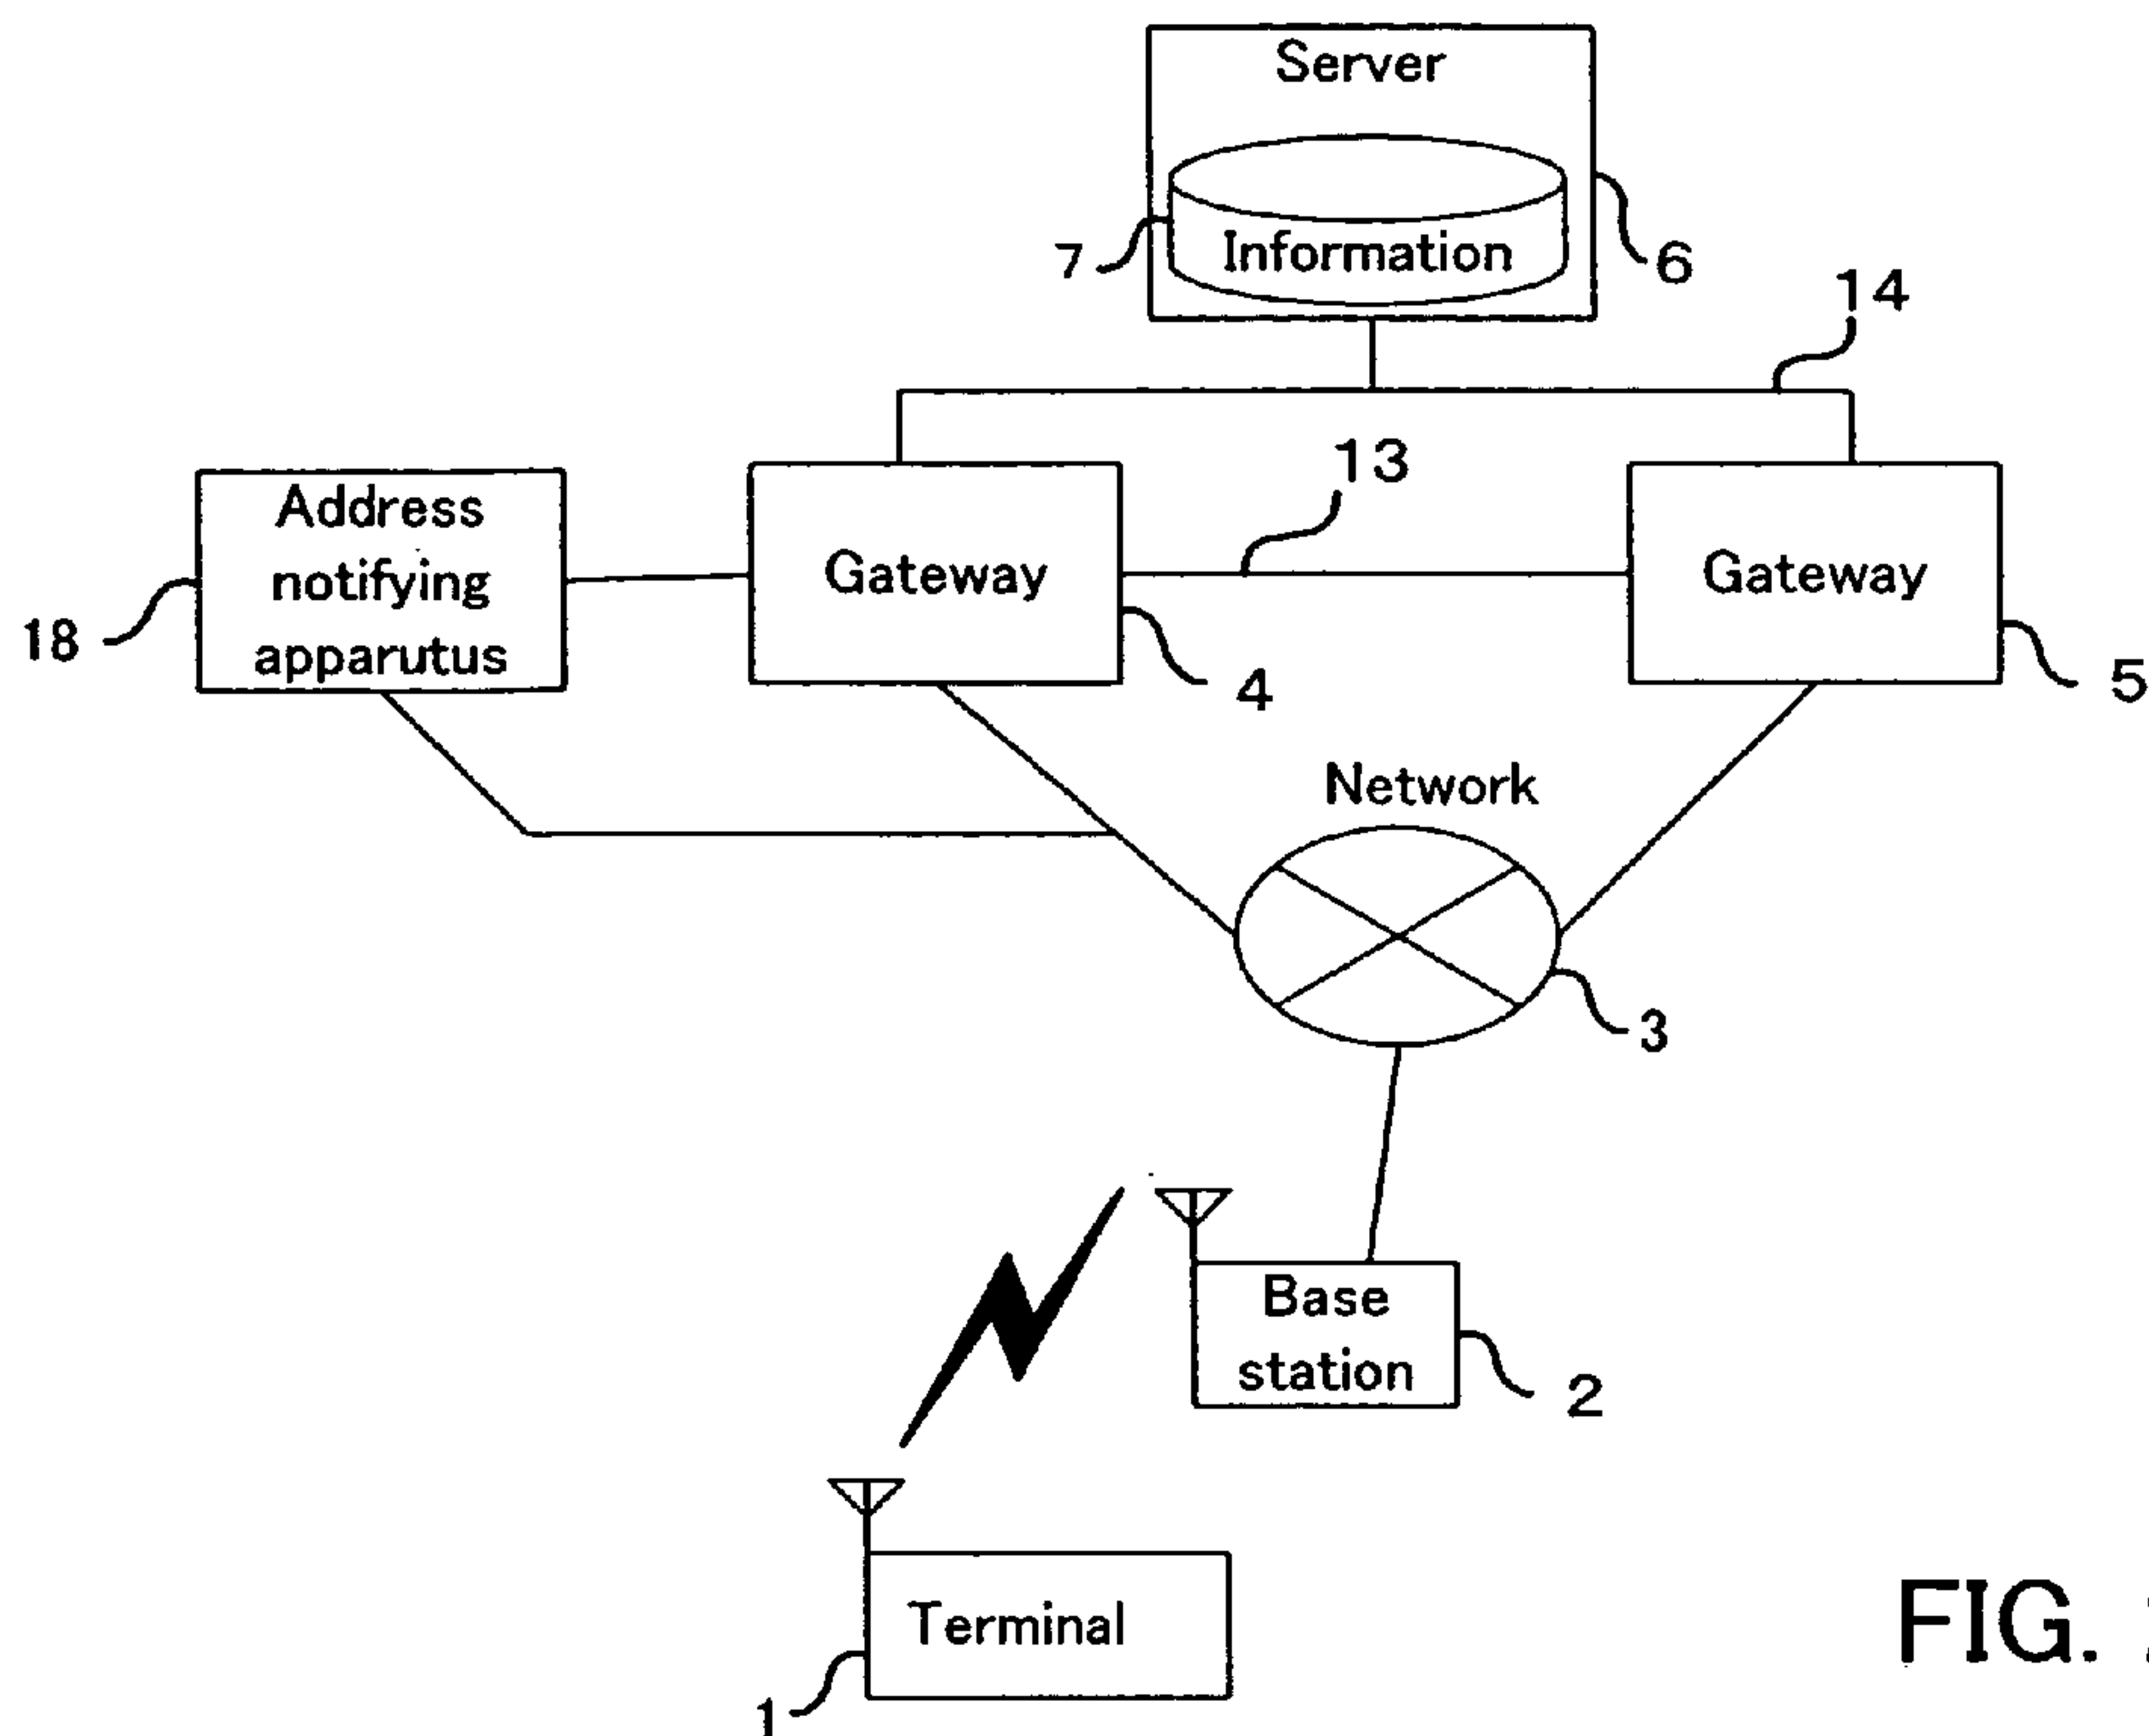 Server
7
Information
6
14
13
Address
notifying
apparutus
18
Gateway
4
Gateway
5
Network
3
Base
station
2
Terminal
1
FIG.